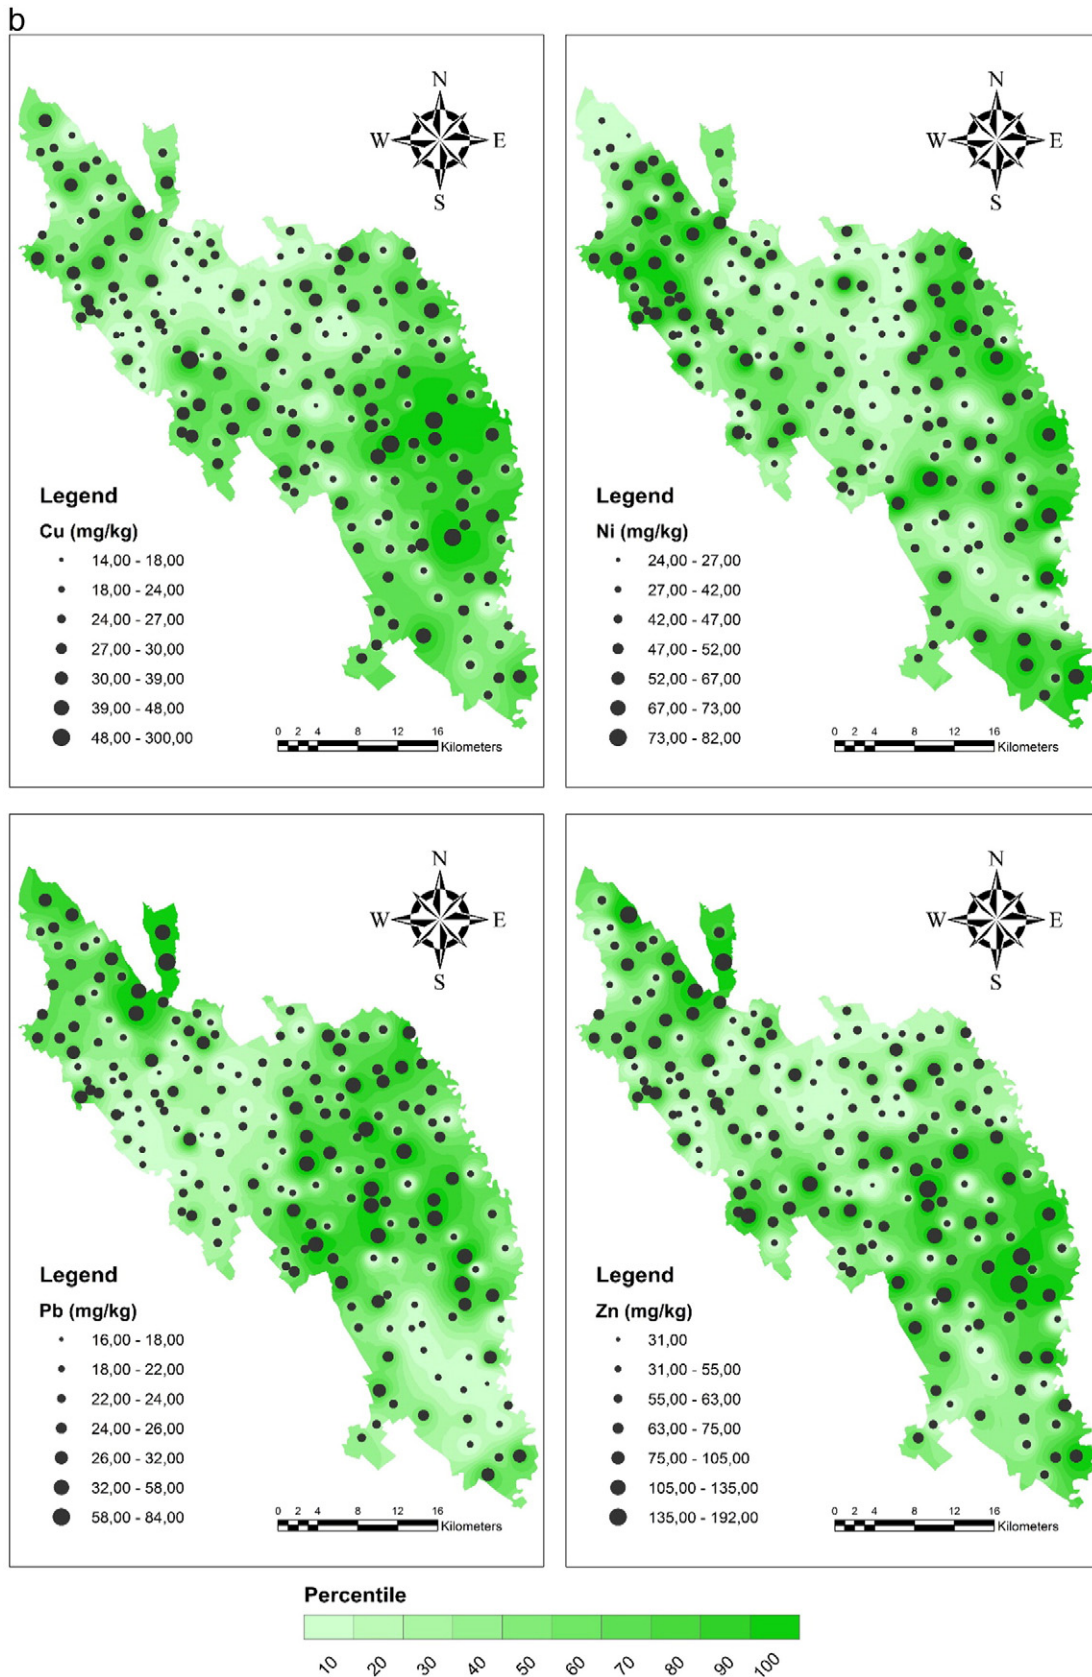 b
N
W E
S
Legend
Cu (mg/kg)
14,00 - 18,00
18,00 - 24,00
24,00 - 27,00
27,00 - 30,00
30,00 - 39,00
39,00 - 48,00
48,00 - 300,00
0 2 4 8 12 16
Kilometers
N
W E
S
Legend
Ni (mg/kg)
24,00 - 27,00
27,00 - 42,00
42,00 - 47,00
47,00 - 52,00
52,00 - 67,00
67,00 - 73,00
73,00 - 82,00
0 2 4 8 12 16
Kilometers
N
W E
S
Legend
Pb (mg/kg)
16,00 - 18,00
18,00 - 22,00
22,00 - 24,00
24,00 - 26,00
26,00 - 32,00
32,00 - 58,00
58,00 - 84,00
0 2 4 8 12 16
Kilometers
N
W E
S
Legend
Zn (mg/kg)
31,00
31,00 - 55,00
55,00 - 63,00
63,00 - 75,00
75,00 - 105,00
105,00 - 135,00
135,00 - 192,00
0 2 4 8 12 16
Kilometers
Percentile
10 20 30 40 50 60 70 80 90 100